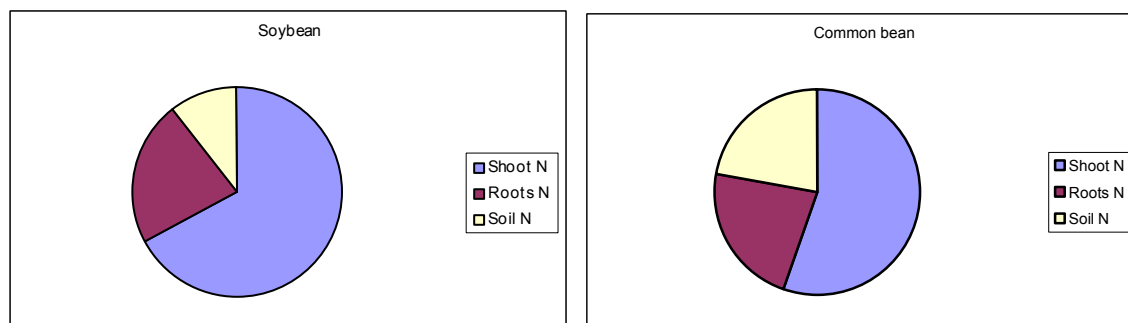 Soybean
Shoot N
Roots N
Soil N
Common bean
Shoot N
Roots N
Soil N